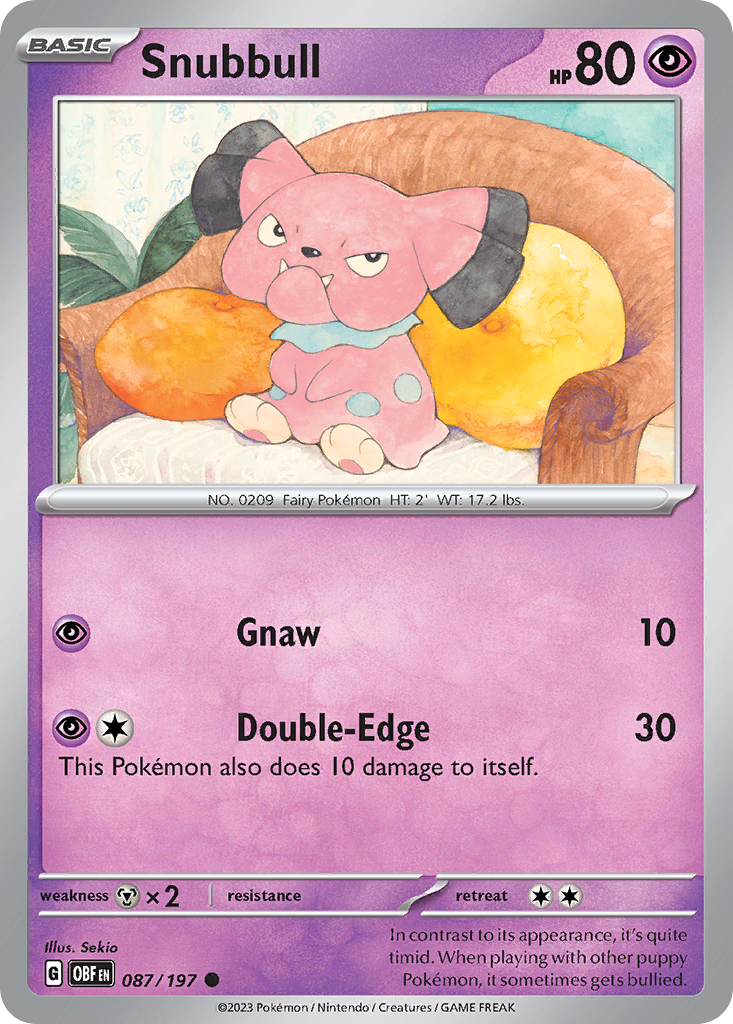 BASIC
Snubbull
HP 80
NO. 0209 Fairy Pokémon HT: 2' WT: 17.2 lbs.
Gnaw 10
Double-Edge 30
This Pokémon also does 10 damage to itself.
weakness ×2 resistance retreat
Illus. Sekio
In contrast to its appearance, it's quite
timid. When playing with other puppy
Pokémon, it sometimes gets bullied.
G OBF EN 087/197
©2023 Pokémon / Nintendo / Creatures / GAME FREAK